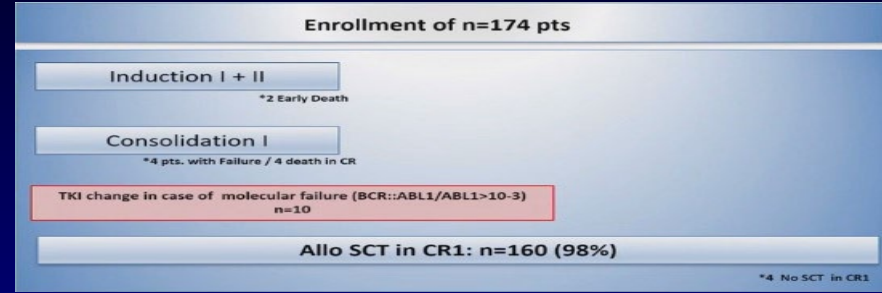 Enrollment of n=174 pts
Induction I + II
*2 Early Death
Consolidation I
*4 pts. with Failure / 4 death in CR
TKI change in case of molecular failure (BCR::ABL1/ABL1>10-3)
n=10
Allo SCT in CR1: n=160 (98%)
*4 No SCT in CR1